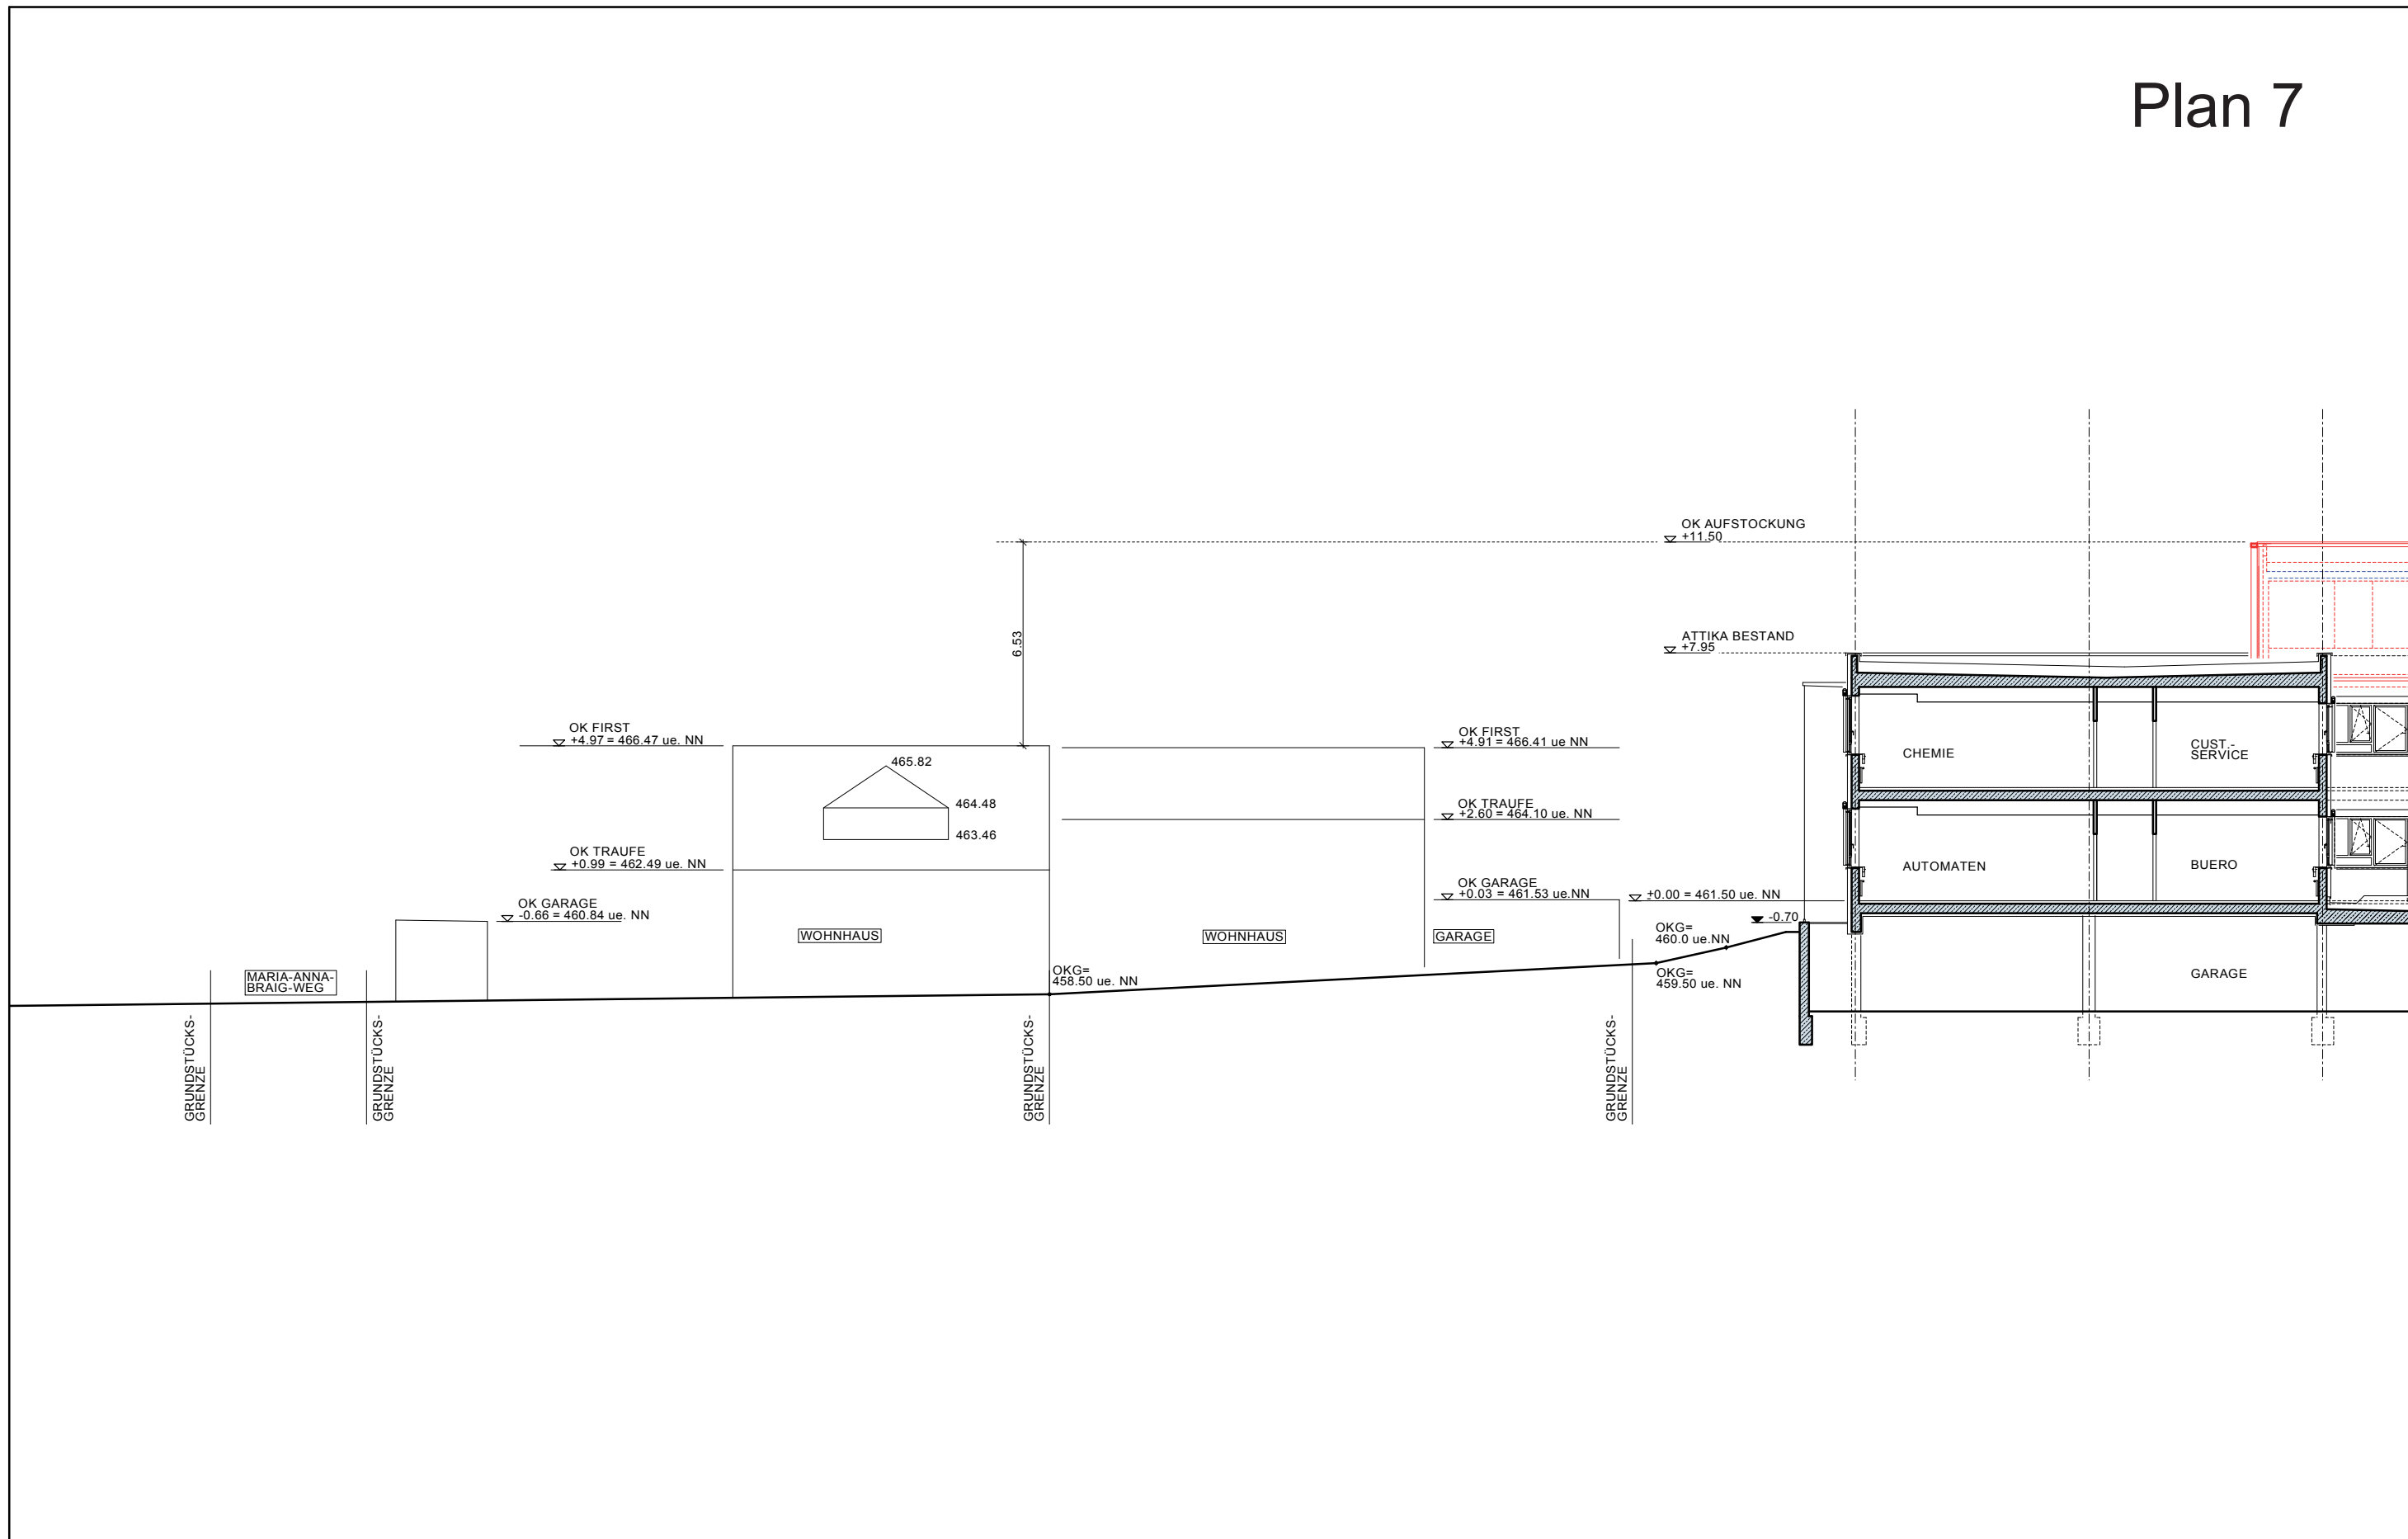 Plan 7
OK AUFSTOCKUNG
+11.50
6.53
ATTIKA BESTAND
+7.95
OK FIRST
+4.97 = 466.47 ue. NN
OK FIRST
+4.91 = 466.41 ue NN
465.82
464.48
463.46
CHEMIE
CUST.-
SERVICE
OK TRAUFE
+2.60 = 464.10 ue. NN
OK TRAUFE
+0.99 = 462.49 ue. NN
AUTOMATEN
BUERO
OK GARAGE
+0.03 = 461.53 ue.NN
±0.00 = 461.50 ue. NN
OK GARAGE
-0.66 = 460.84 ue. NN
-0.70
WOHNHAUS
WOHNHAUS
GARAGE
OKG=
460.0 ue.NN
MARIA-ANNA-
BRAIG-WEG
OKG=
458.50 ue. NN
OKG=
459.50 ue. NN
GARAGE
GRUNDSTÜCKS-
GRENZE
GRUNDSTÜCKS-
GRENZE
GRUNDSTÜCKS-
GRENZE
GRUNDSTÜCKS-
GRENZE